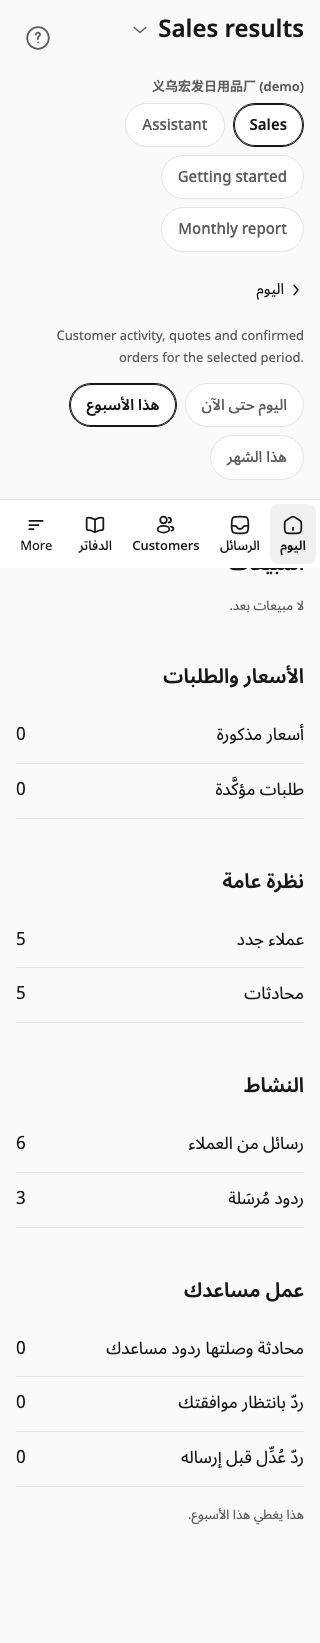 Sales results
义乌宏发日用品厂 (demo)
Sales
Assistant
Getting started
Monthly report
اليوم
Customer activity, quotes and confirmed
orders for the selected period.
اليوم حتى الآن
هذا الأسبوع
هذا الشهر
اليوم
الرسائل
Customers
الدفاتر
More
لا مبيعات بعد.
الأسعار والطلبات
أسعار مذكورة 0
طلبات مؤكَّدة 0
نظرة عامة
عملاء جدد 5
محادثات 5
النشاط
رسائل من العملاء 6
ردود مُرسَلة 3
عمل مساعدك
محادثة وصلتها ردود مساعدك 0
ردّ بانتظار موافقتك 0
ردّ عُدِّل قبل إرساله 0
هذا يغطي هذا الأسبوع.